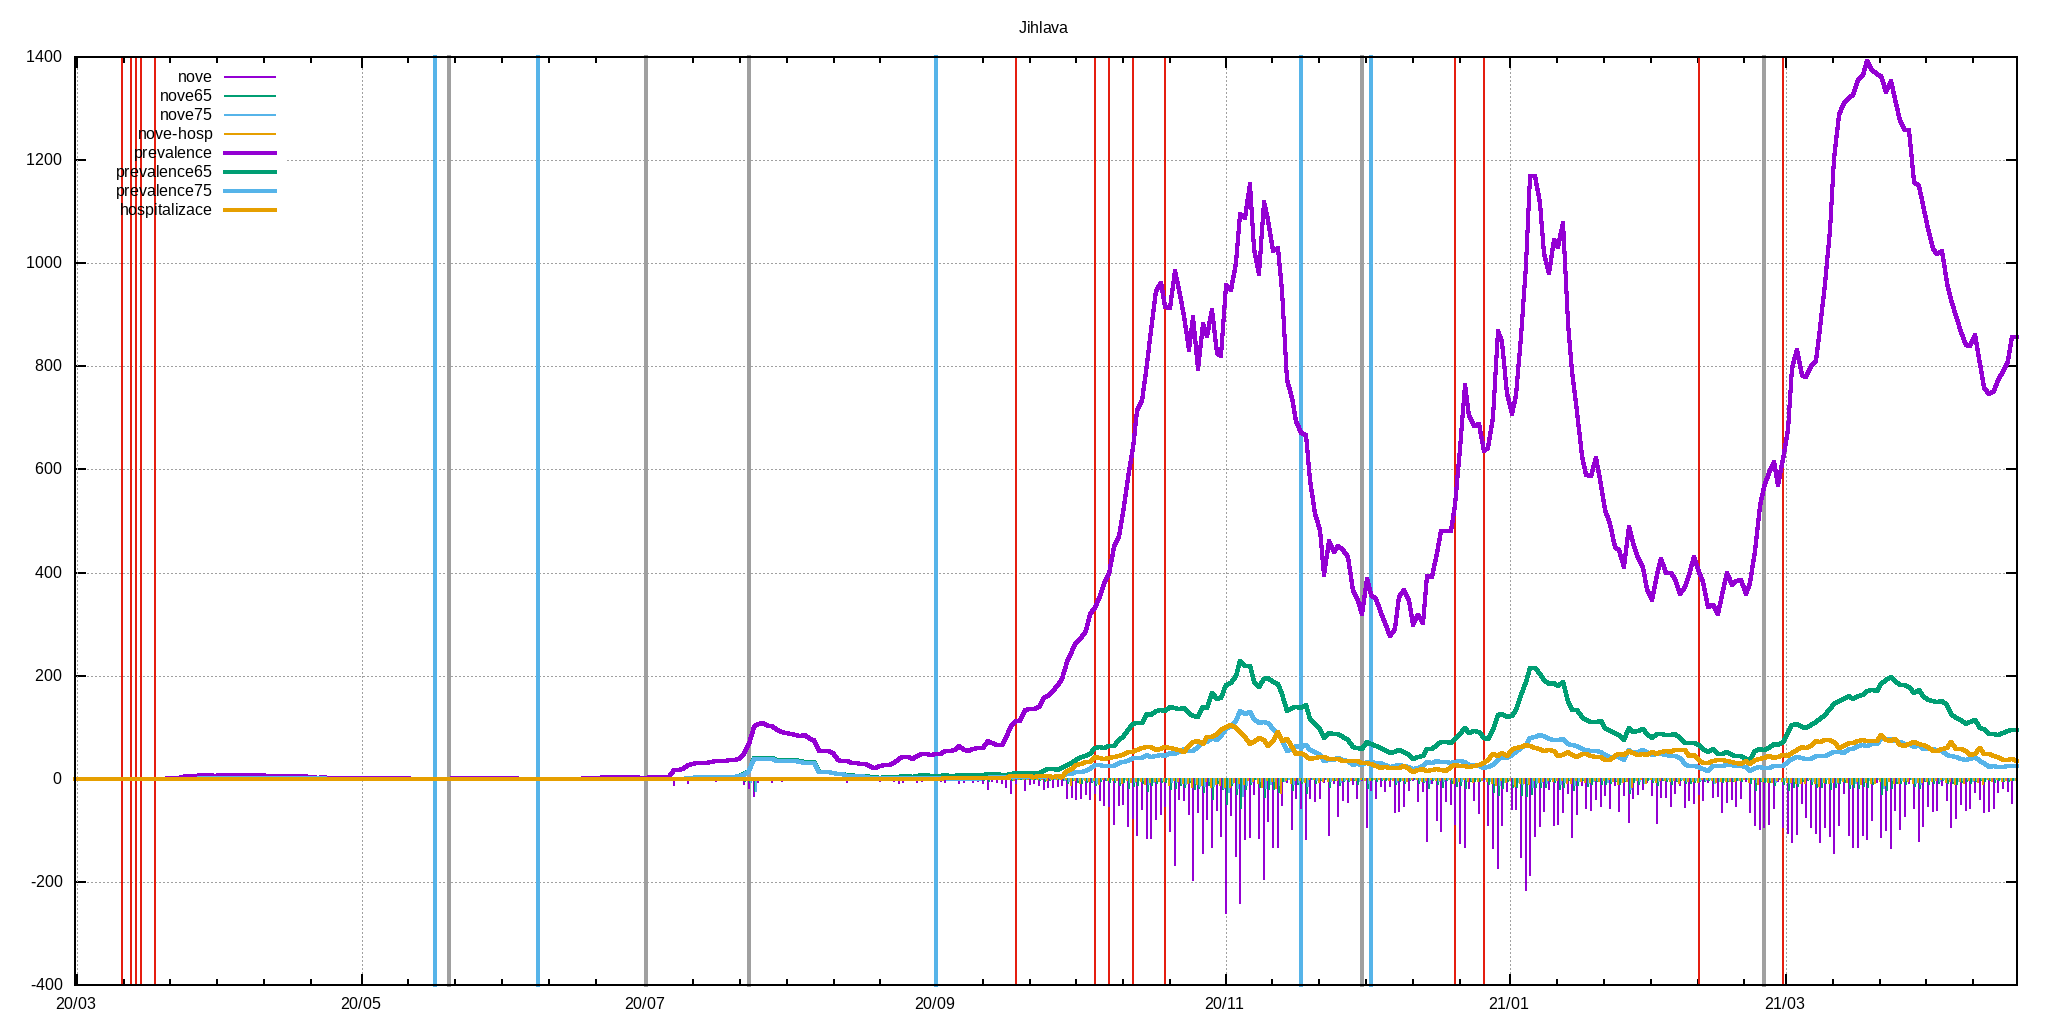 Jihlava
1400
1200
1000
800
600
400
200
0
-200
-400
nove
nove65
nove75
nove-hosp
prevalence
prevalence65
prevalence75
hospitalizace
20/03 20/05 20/07 20/09 20/11 21/01 21/03